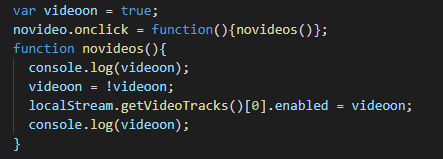 var videoon = true;
novideo.onclick = function(){novideos()};
function novideos(){
  console.log(videoon);
  videoon = !videoon;
  localStream.getVideoTracks()[0].enabled = videoon;
  console.log(videoon);
}